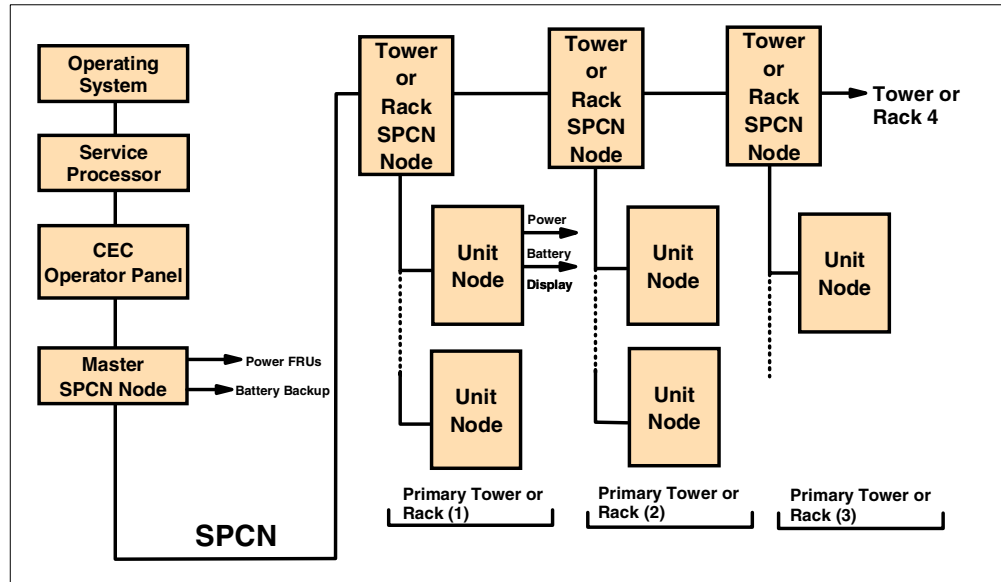 Operating
System
Service
Processor
CEC
Operator Panel
Master
SPCN Node
Power FRUs
Battery Backup
SPCN
Tower
or
Rack
SPCN
Node
Tower
or
Rack
SPCN
Node
Tower
or
Rack
SPCN
Node
Tower or
Rack 4
Unit
Node
Power
Battery
Display
Unit
Node
Unit
Node
Unit
Node
Unit
Node
Primary Tower or
Rack (1)
Primary Tower or
Rack (2)
Primary Tower or
Rack (3)